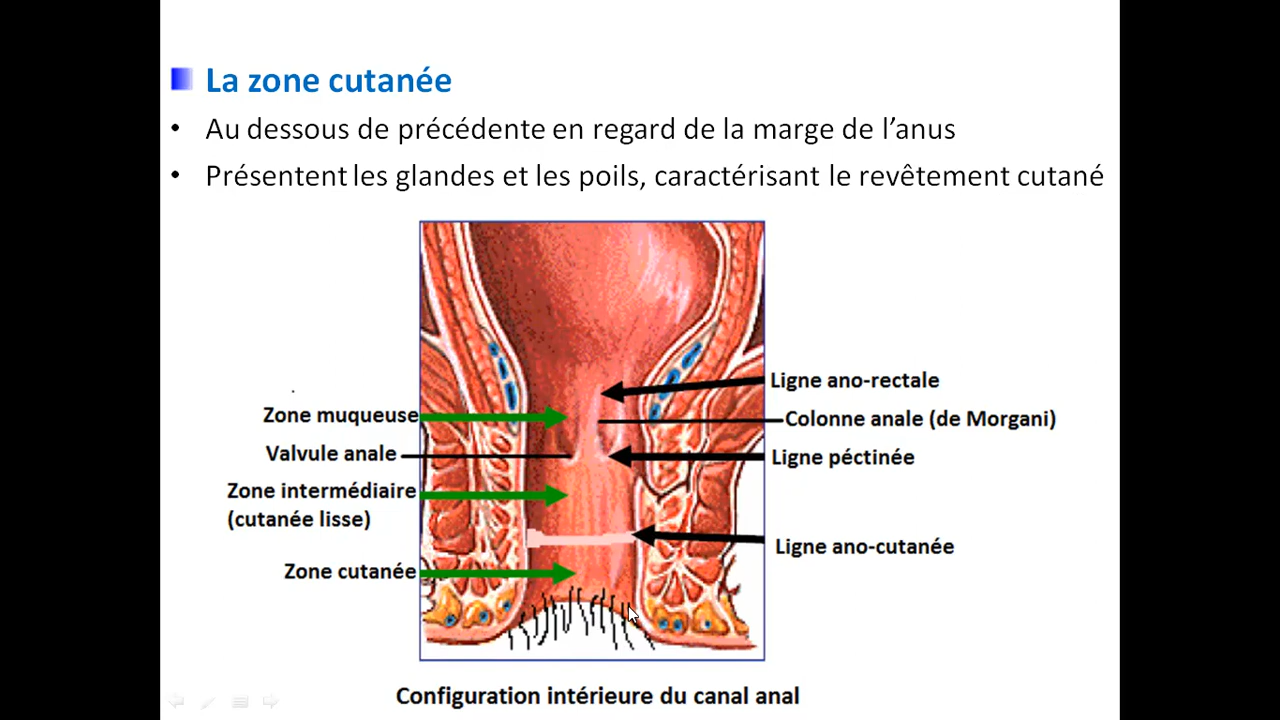 La zone cutanée
• Au dessous de précédente en regard de la marge de l’anus
• Présentent les glandes et les poils, caractérisant le revêtement cutané
Ligne ano-rectale
Zone muqueuse
Colonne anale (de Morgani)
Valvule anale
Ligne péctinée
Zone intermédiaire
(cutanée lisse)
Ligne ano-cutanée
Zone cutanée
Configuration intérieure du canal anal